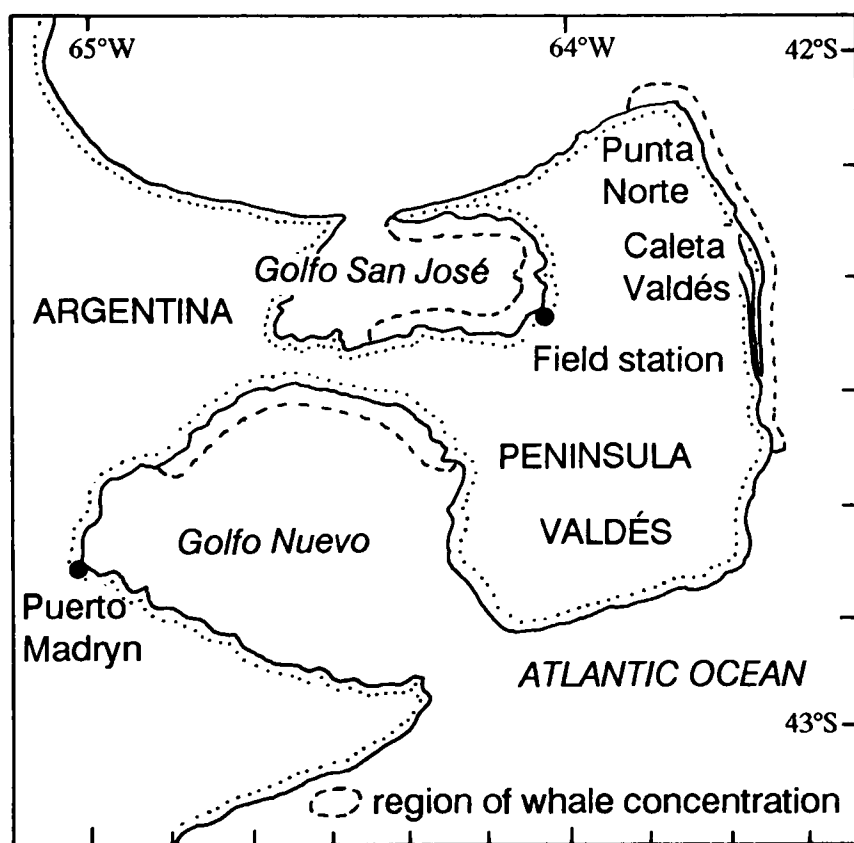 65°W
64°W
42°S
Punta
Norte
Caleta
Valdés
Golfo San José
ARGENTINA
Field station
PENINSULA
VALDÉS
Golfo Nuevo
Puerto
Madryn
ATLANTIC OCEAN
43°S
region of whale concentration